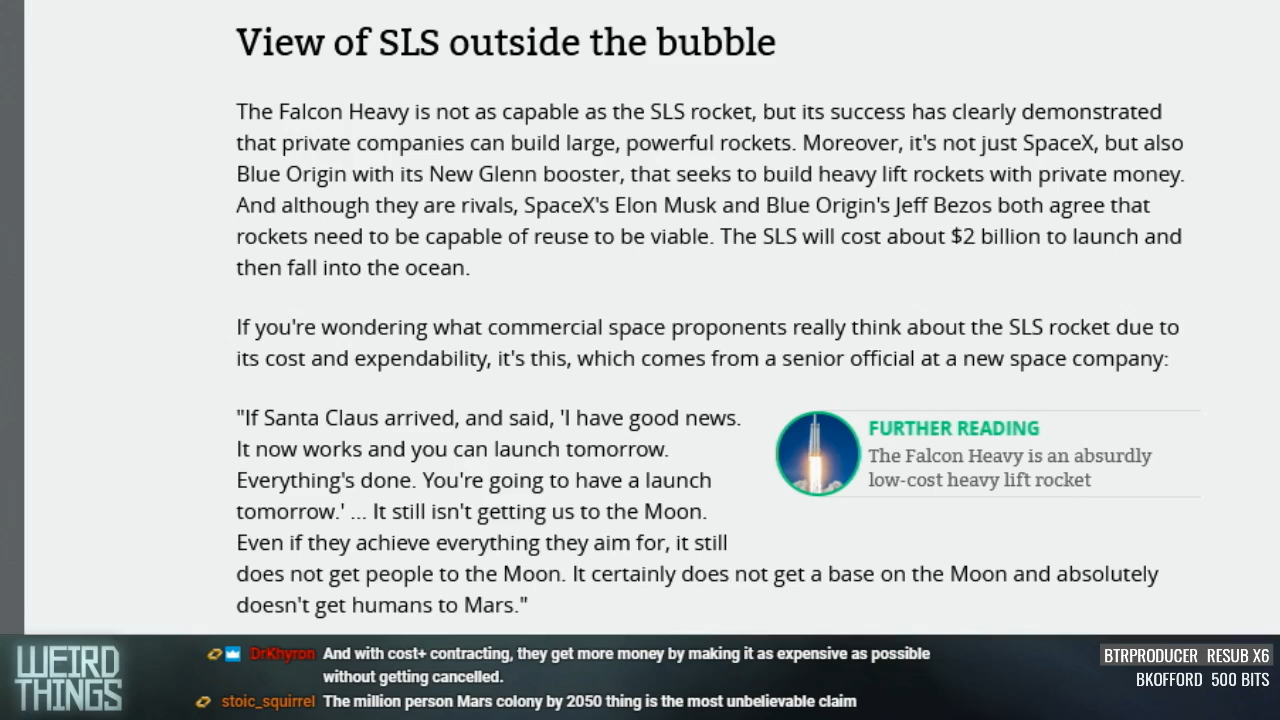 View of SLS outside the bubble
The Falcon Heavy is not as capable as the SLS rocket, but its success has clearly demonstrated
that private companies can build large, powerful rockets. Moreover, it's not just SpaceX, but also
Blue Origin with its New Glenn booster, that seeks to build heavy lift rockets with private money.
And although they are rivals, SpaceX's Elon Musk and Blue Origin's Jeff Bezos both agree that
rockets need to be capable of reuse to be viable. The SLS will cost about $2 billion to launch and
then fall into the ocean.
If you're wondering what commercial space proponents really think about the SLS rocket due to
its cost and expendability, it's this, which comes from a senior official at a new space company:
"If Santa Claus arrived, and said, 'I have good news.
It now works and you can launch tomorrow.
Everything's done. You're going to have a launch
tomorrow.' ... It still isn't getting us to the Moon.
Even if they achieve everything they aim for, it still
does not get people to the Moon. It certainly does not get a base on the Moon and absolutely
doesn't get humans to Mars."
FURTHER READING
The Falcon Heavy is an absurdly
low-cost heavy lift rocket
WEIRD
THINGS
DrKhyron And with cost+ contracting, they get more money by making it as expensive as possible
without getting cancelled.
stoic_squirrel The million person Mars colony by 2050 thing is the most unbelievable claim
BTRPRODUCER RESUB X6
BKOFFORD 500 BITS